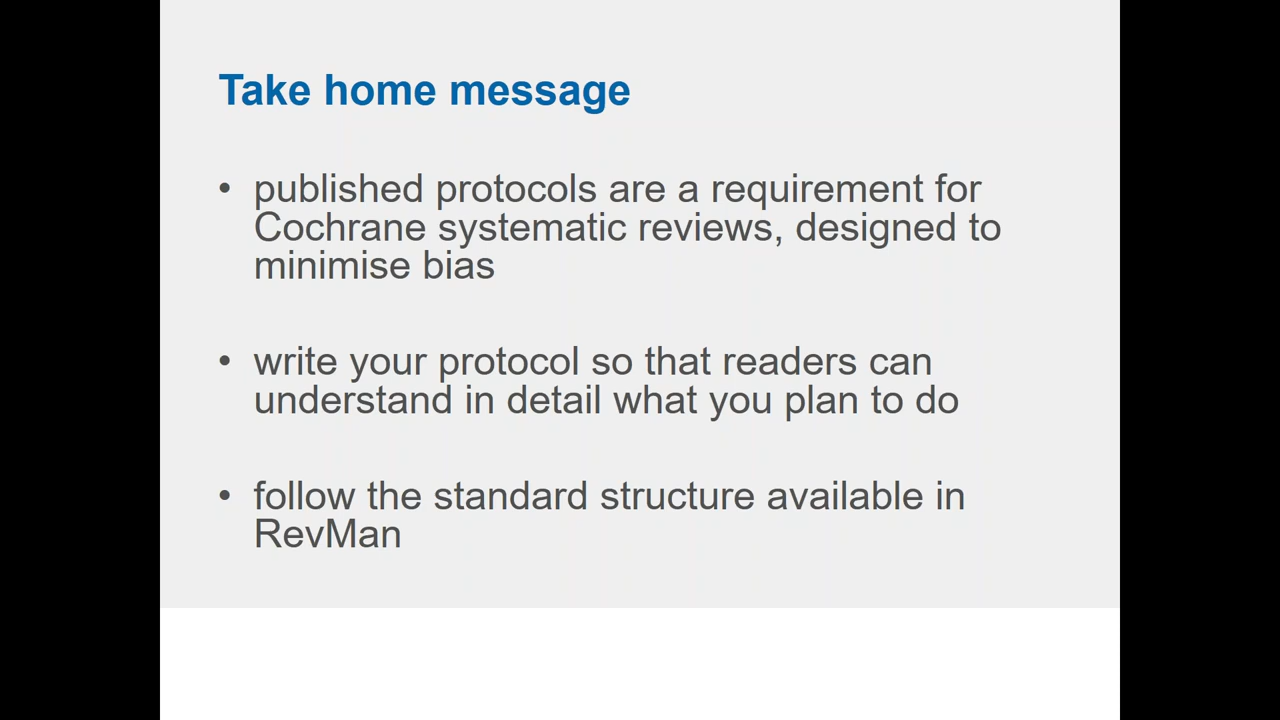 Take home message
• published protocols are a requirement for
Cochrane systematic reviews, designed to
minimise bias
• write your protocol so that readers can
understand in detail what you plan to do
• follow the standard structure available in
RevMan